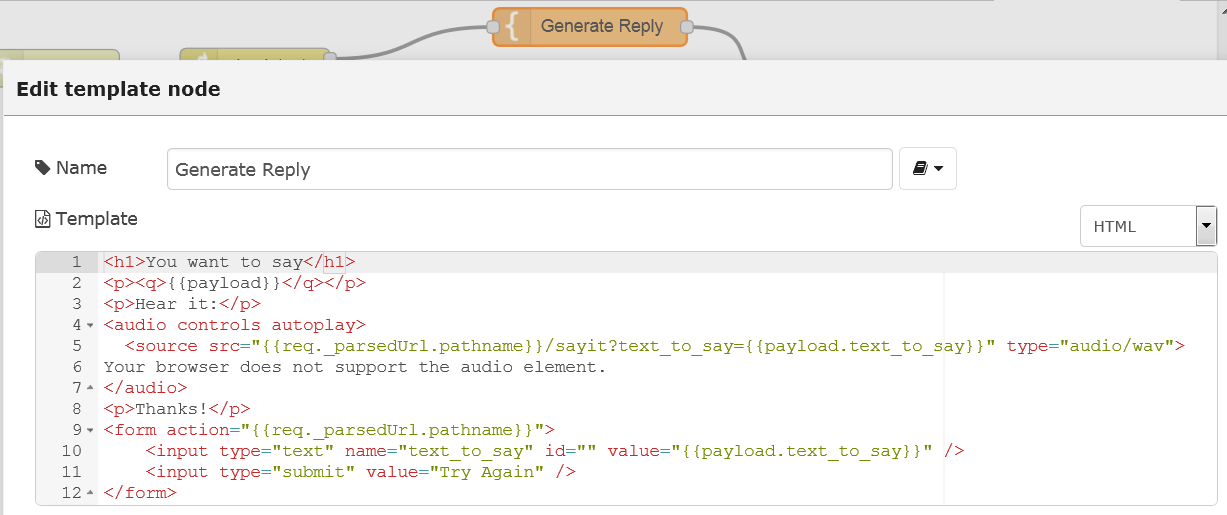 Generate Reply
Edit template node
Name
Generate Reply
Template
HTML
1 <h1>You want to say</h1>
2 <p><q>{{payload}}</q></p>
3 <p>Hear it:</p>
4 <audio controls autoplay>
5 <source src="{{req._parsedUrl.pathname}}/sayit?text_to_say={{payload.text_to_say}}" type="audio/wav">
6 Your browser does not support the audio element.
7 </audio>
8 <p>Thanks!</p>
9 <form action="{{req._parsedUrl.pathname}}">
10 <input type="text" name="text_to_say" id="" value="{{payload.text_to_say}}" />
11 <input type="submit" value="Try Again" />
12 </form>